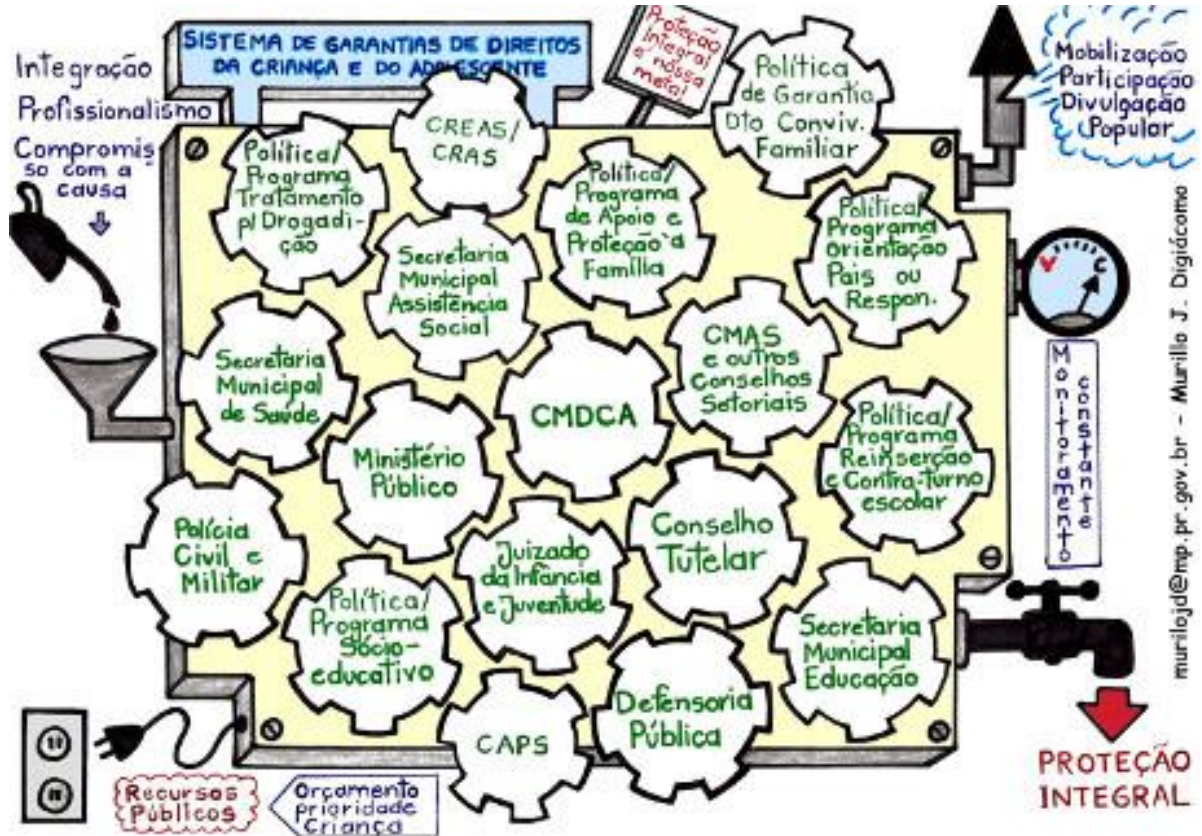 SISTEMA DE GARANTIAS DE DIREITOS
DA CRIANÇA E DO ADOLESCENTE
Proteção
Integral
é nossa
meta!
Integração
Profissionalismo
Compromis
so com a
causa
Mobilização
Participação
Divulgação
Popular
Política
de Garantia
Dto Conviv.
Familiar
CREAS/
CRAS
Política/
Programa
Tratamento
p/ Drogadi-
ção
Política/
Programa
de Apoio e
Proteção à
Família
Política/
Programa
Orientação
Pais ou
Respon.
Secretaria
Municipal
Assistência
Social
Secretaria
Municipal
de Saúde
CMDCA
CMAS
e outros
Conselhos
Setoriais
Política/
Programa
Reinserção
e Contra-turno
escolar
Ministério
Público
Polícia
Civil e
Militar
Juizado
da Infância
e Juventude
Conselho
Tutelar
Política/
Programa
Sócio-
educativo
Secretaria
Municipal
Educação
CAPS
Defensoria
Pública
Monitoramento
constante
Recursos
Públicos
Orçamento
prioridade
Criança
PROTEÇÃO
INTEGRAL
murilojd@mp.pr.gov.br - Murillo J. Digiácomo